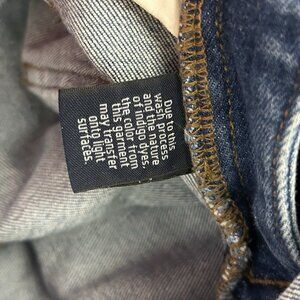 Due to this
wash process
and the nature
of indigo dyes,
the color from
this garment
may transfer
onto light
surfaces.